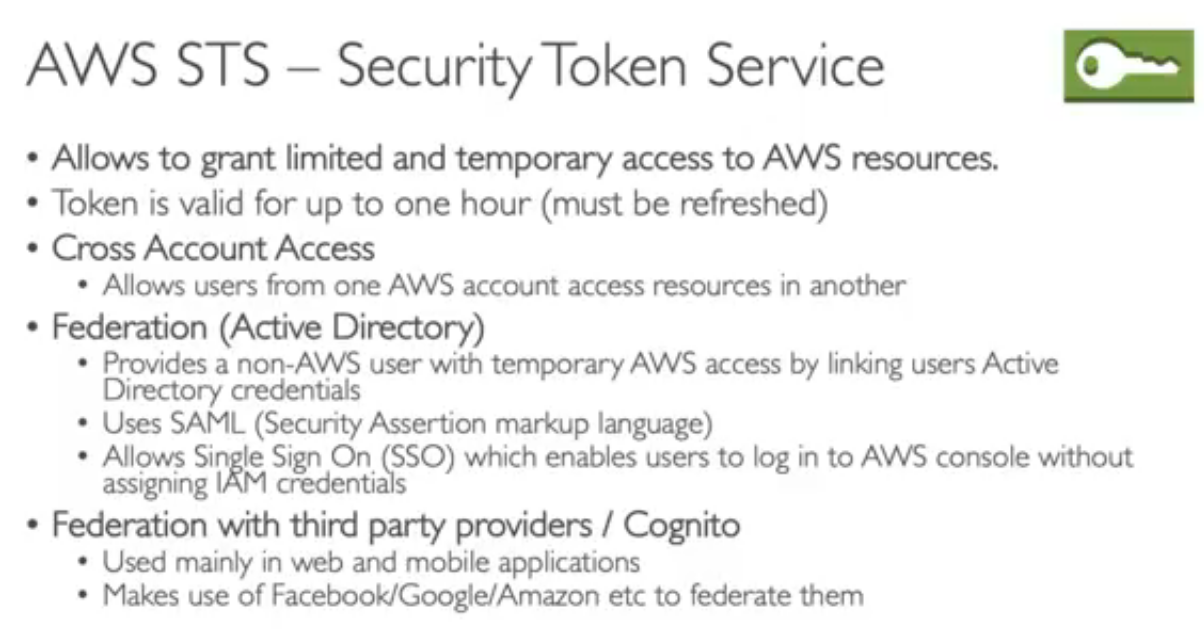 AWS STS – Security Token Service
• Allows to grant limited and temporary access to AWS resources.
• Token is valid for up to one hour (must be refreshed)
• Cross Account Access
• Allows users from one AWS account access resources in another
• Federation (Active Directory)
• Provides a non-AWS user with temporary AWS access by linking users Active
Directory credentials
• Uses SAML (Security Assertion markup language)
• Allows Single Sign On (SSO) which enables users to log in to AWS console without
assigning IAM credentials
• Federation with third party providers / Cognito
• Used mainly in web and mobile applications
• Makes use of Facebook/Google/Amazon etc to federate them